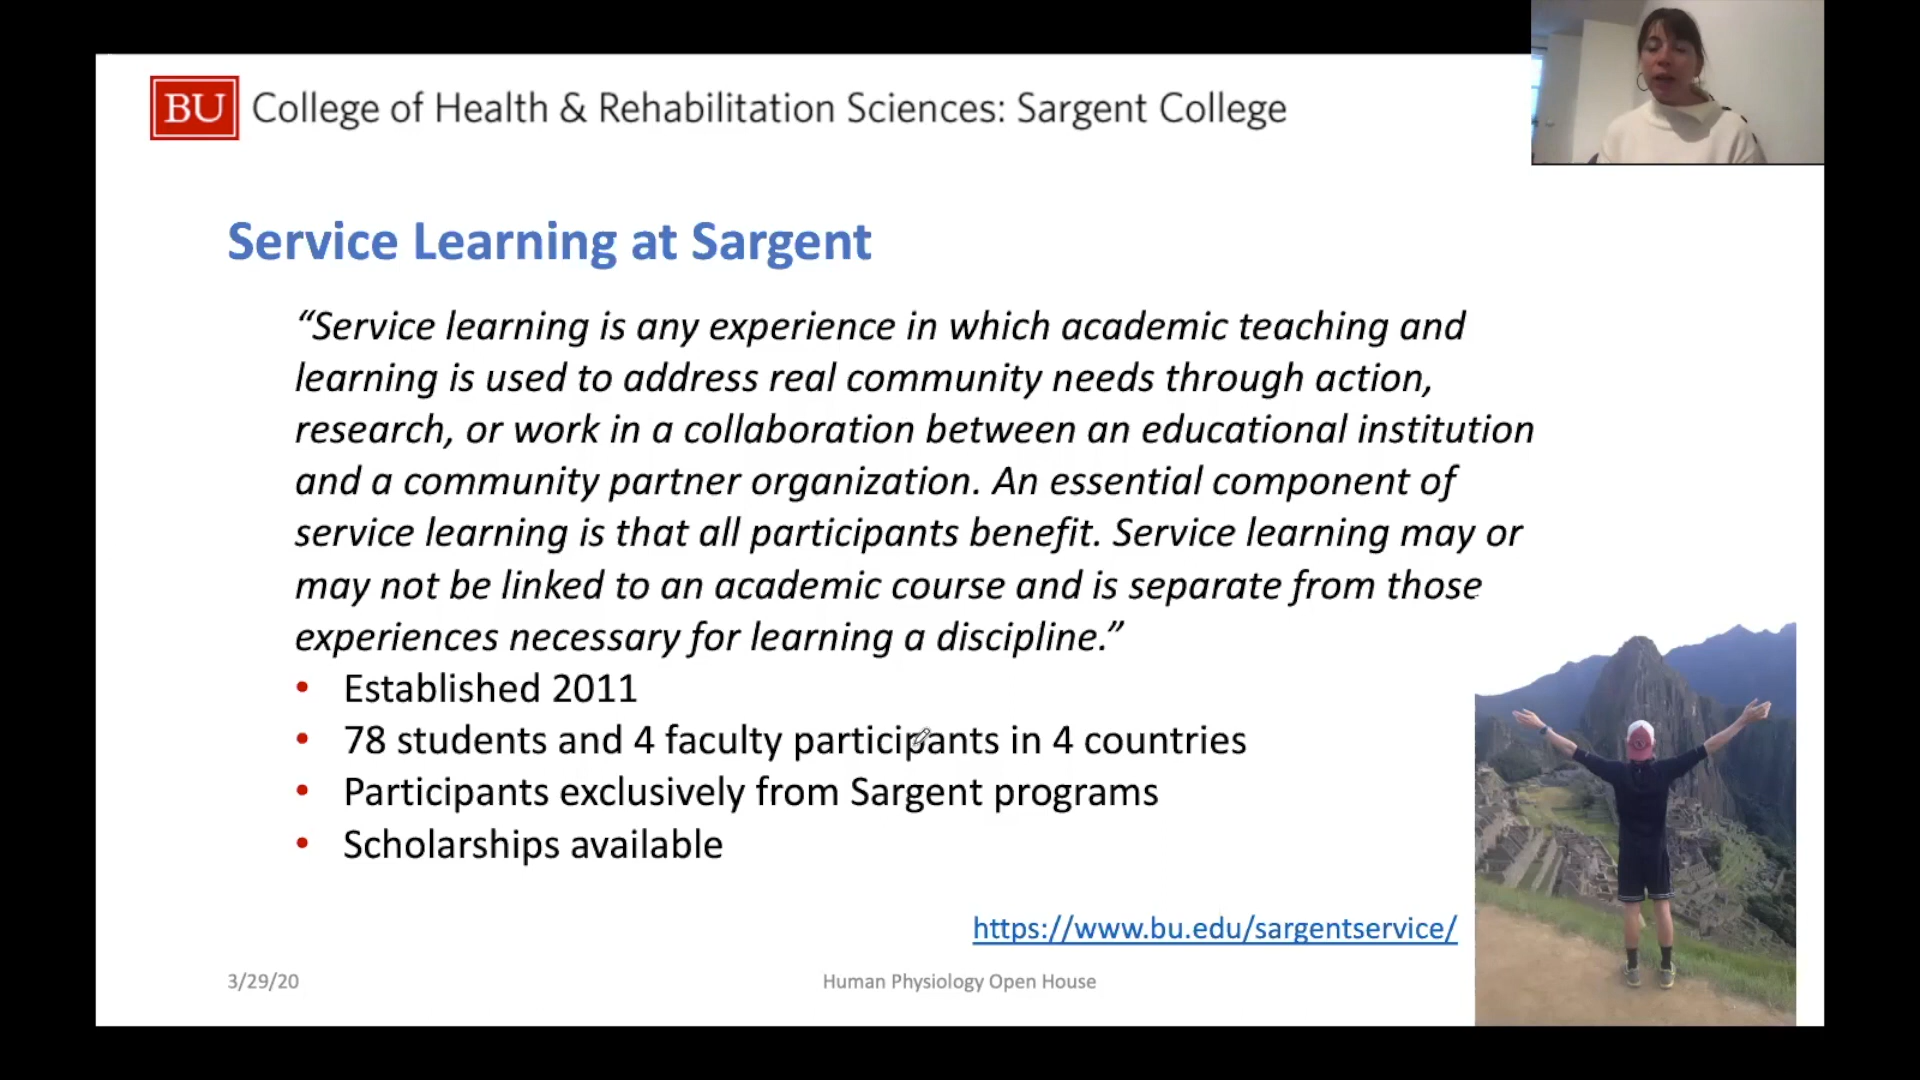 BU College of Health & Rehabilitation Sciences: Sargent College
Service Learning at Sargent
“Service learning is any experience in which academic teaching and
learning is used to address real community needs through action,
research, or work in a collaboration between an educational institution
and a community partner organization. An essential component of
service learning is that all participants benefit. Service learning may or
may not be linked to an academic course and is separate from those
experiences necessary for learning a discipline.”
• Established 2011
• 78 students and 4 faculty participants in 4 countries
• Participants exclusively from Sargent programs
• Scholarships available
https://www.bu.edu/sargentservice/
3/29/20
Human Physiology Open House